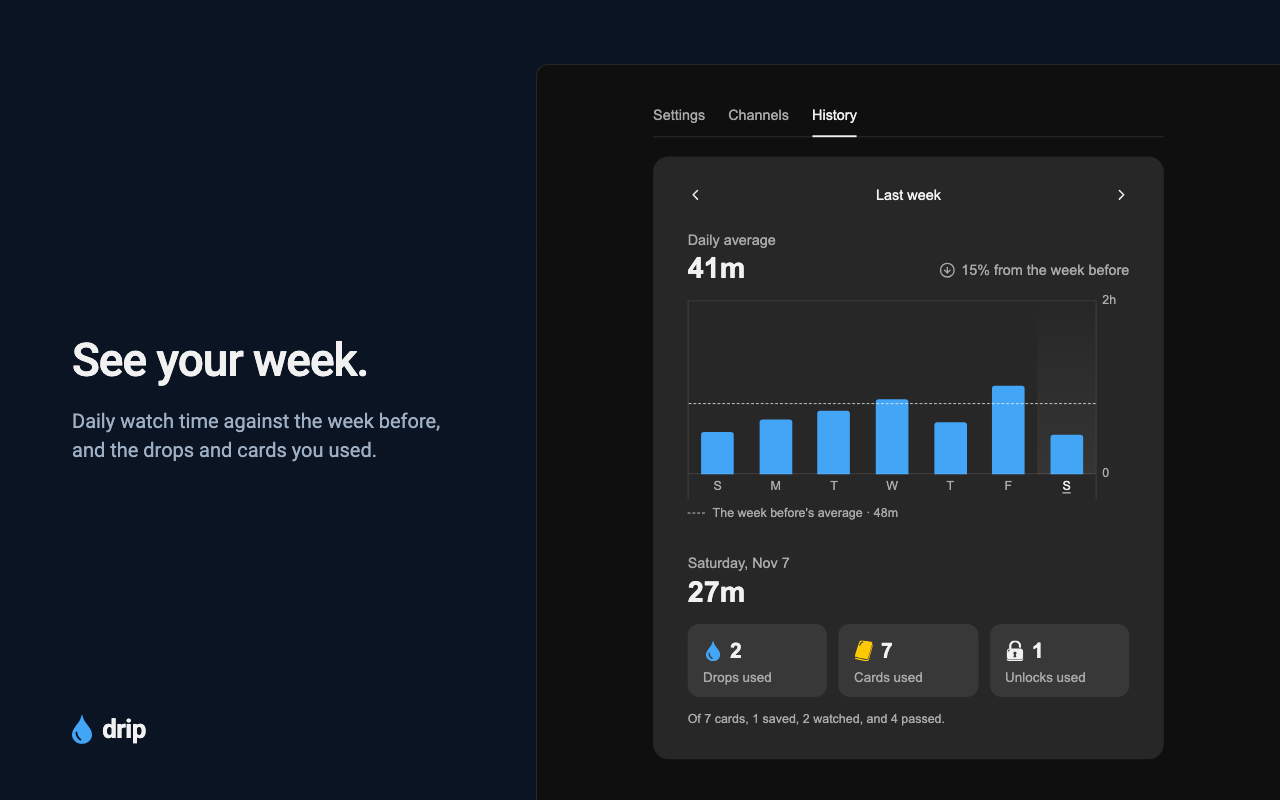 See your week.
Daily watch time against the week before,
and the drops and cards you used.
drip
Settings Channels History
Last week
Daily average
41m
15% from the week before
2h
0
S M T W T F S
The week before's average · 48m
Saturday, Nov 7
27m
2
Drops used
7
Cards used
1
Unlocks used
Of 7 cards, 1 saved, 2 watched, and 4 passed.